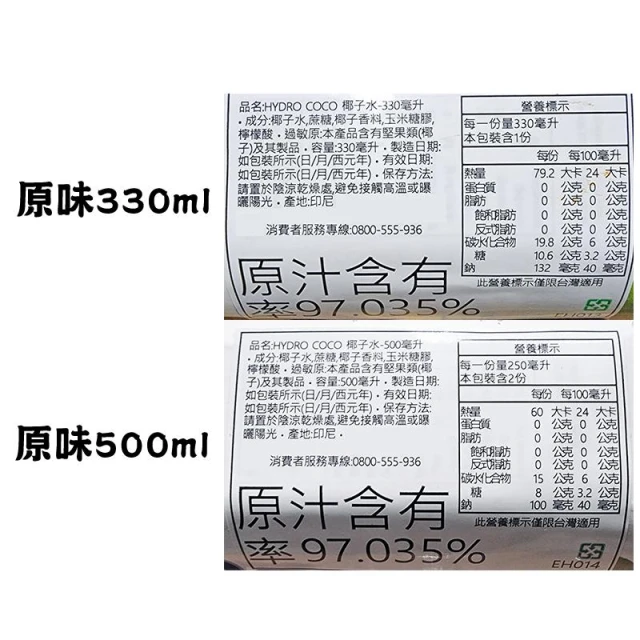 原味330ml
品名:HYDRO COCO 椰子水-330毫升
・成分:椰子水,蔗糖,椰子香料,玉米糖膠,
檸檬酸・過敏原:本產品含有堅果類(椰
子)及其製品・容量:330毫升・製造日期:
如包裝所示(日/月/西元年)・有效日期:
如包裝所示(日/月/西元年)・保存方法:
請置於陰涼乾燥處,避免接觸高溫或曝
曬陽光・產地:印尼
消費者服務專線:0800-555-936
原汁含有
率97.035%
營養標示
每一份量330毫升
本包裝含1份
每份 每100毫升
熱量 79.2 大卡 24 大卡
蛋白質 0 公克 0 公克
脂肪 0 公克 0 公克
飽和脂肪 0 公克 0 公克
反式脂肪 0 公克 0 公克
碳水化合物 19.8 公克 6 公克
糖 10.6 公克 3.2 公克
鈉 132 毫克 40 毫克
此營養標示僅限台灣適用
原味500ml
品名:HYDRO COCO 椰子水-500毫升
・成分:椰子水,蔗糖,椰子香料,玉米糖膠,
檸檬酸・過敏原:本產品含有堅果類(椰
子)及其製品・容量:500毫升・製造日期:
如包裝所示(日/月/西元年)・有效日期:
如包裝所示(日/月/西元年)・保存方法:
請置於陰涼乾燥處,避免接觸高溫或曝
曬陽光・產地:印尼・
消費者服務專線:0800-555-936
原汁含有
率97.035%
營養標示
每一份量250毫升
本包裝含2份
每份 每100毫升
熱量 60 大卡 24 大卡
蛋白質 0 公克 0 公克
脂肪 0 公克 0 公克
飽和脂肪 0 公克 0 公克
反式脂肪 0 公克 0 公克
碳水化合物 15 公克 6 公克
糖 8 公克 3.2 公克
鈉 100 毫克 40 毫克
此營養標示僅限台灣適用
EH014